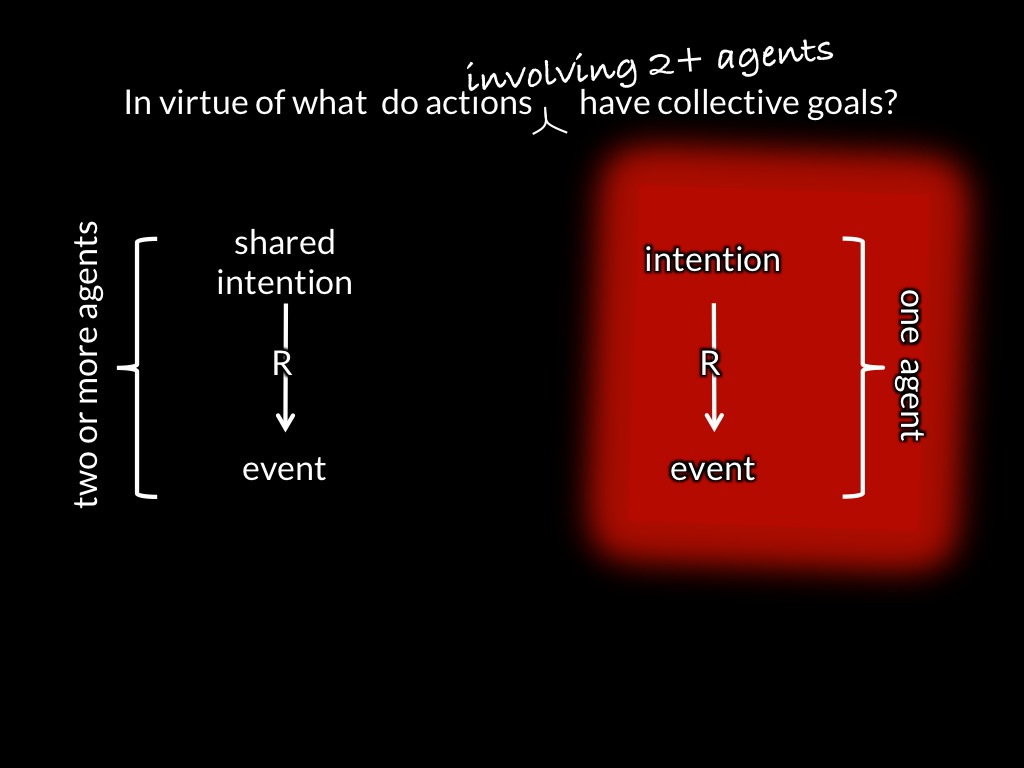 involving 2+ agents
In virtue of what do actions have collective goals?
two or more agents
shared
intention
R
event
intention
R
event
one agent